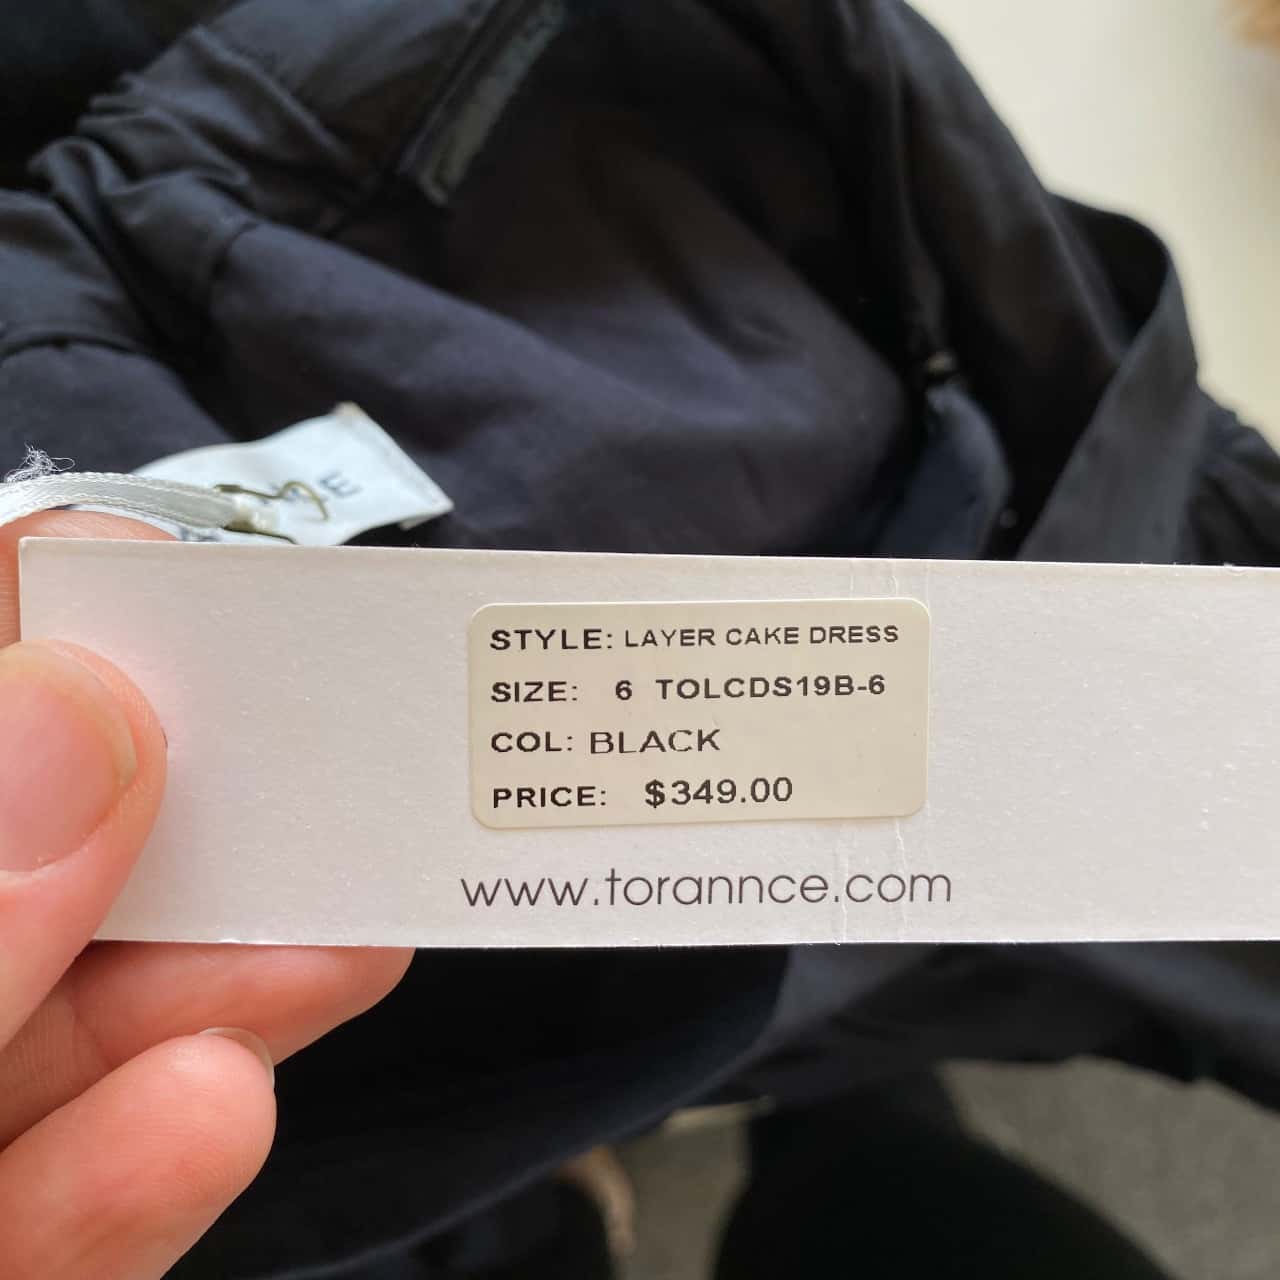 STYLE: LAYER CAKE DRESS
SIZE: 6 TOLCDS19B-6
COL: BLACK
PRICE: $349.00
www.torannce.com